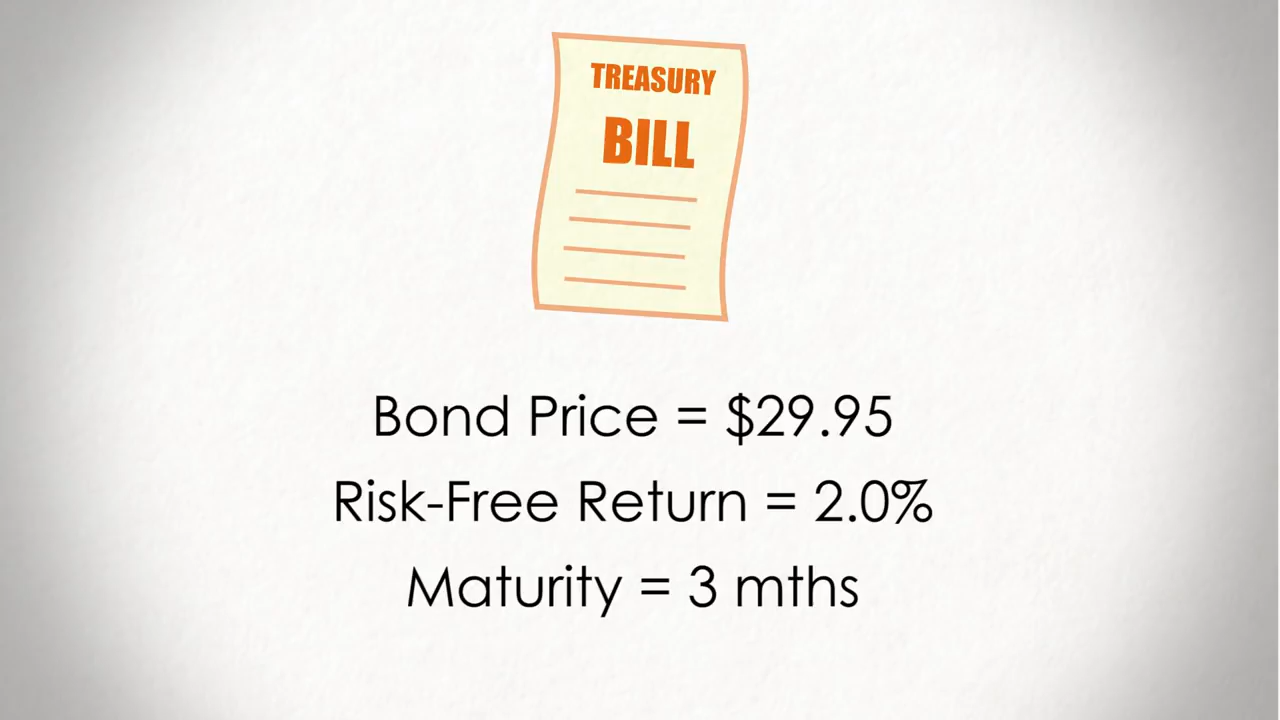 TREASURY
BILL
Bond Price = $29.95
Risk-Free Return = 2.0%
Maturity = 3 mths